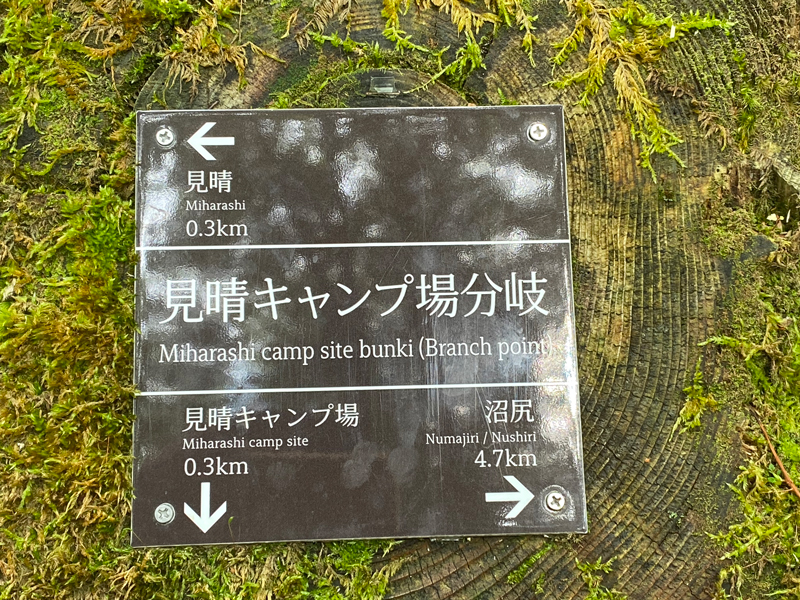 見晴
Miharashi
0.3km
見晴キャンプ場分岐
Miharashi camp site bunki (Branch point)
見晴キャンプ場
Miharashi camp site
0.3km
沼尻
Numajiri / Nushiri
4.7km